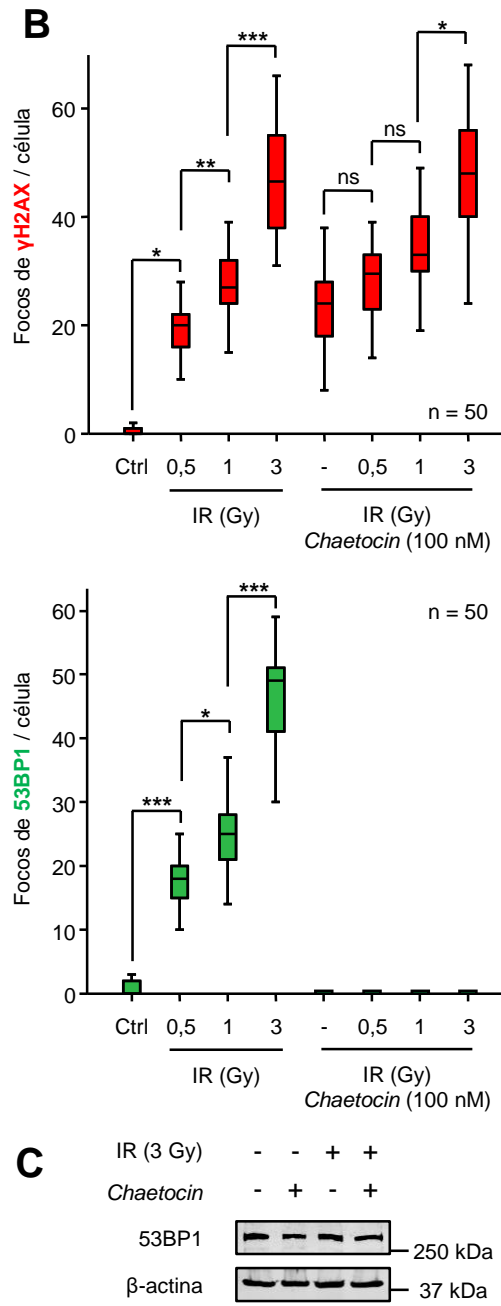 B
Focos de γH2AX / célula
60
40
20
0
*
**
***
ns
ns
*
n = 50
Ctrl 0,5 1 3 - 0,5 1 3
IR (Gy) IR (Gy)
Chaetocin (100 nM)
Focos de 53BP1 / célula
60
50
40
30
20
10
0
***
*
***
n = 50
Ctrl 0,5 1 3 - 0,5 1 3
IR (Gy) IR (Gy)
Chaetocin (100 nM)
C
IR (3 Gy) - - + +
Chaetocin - + - +
53BP1 250 kDa
β-actina 37 kDa